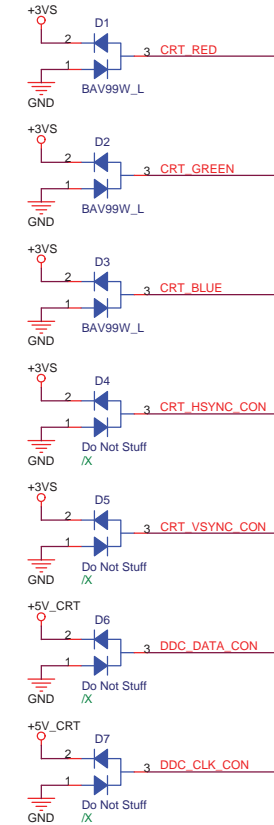 +3VS
D1
2
3 CRT_RED
1
GND
BAV99W_L
+3VS
D2
2
3 CRT_GREEN
1
GND
BAV99W_L
+3VS
D3
2
3 CRT_BLUE
1
GND
BAV99W_L
+3VS
D4
2
3 CRT_HSYNC_CON
1
GND
Do Not Stuff
/X
+3VS
D5
2
3 CRT_VSYNC_CON
1
GND
Do Not Stuff
/X
+5V_CRT
D6
2
3 DDC_DATA_CON
1
GND
Do Not Stuff
/X
+5V_CRT
D7
2
3 DDC_CLK_CON
1
GND
Do Not Stuff
/X